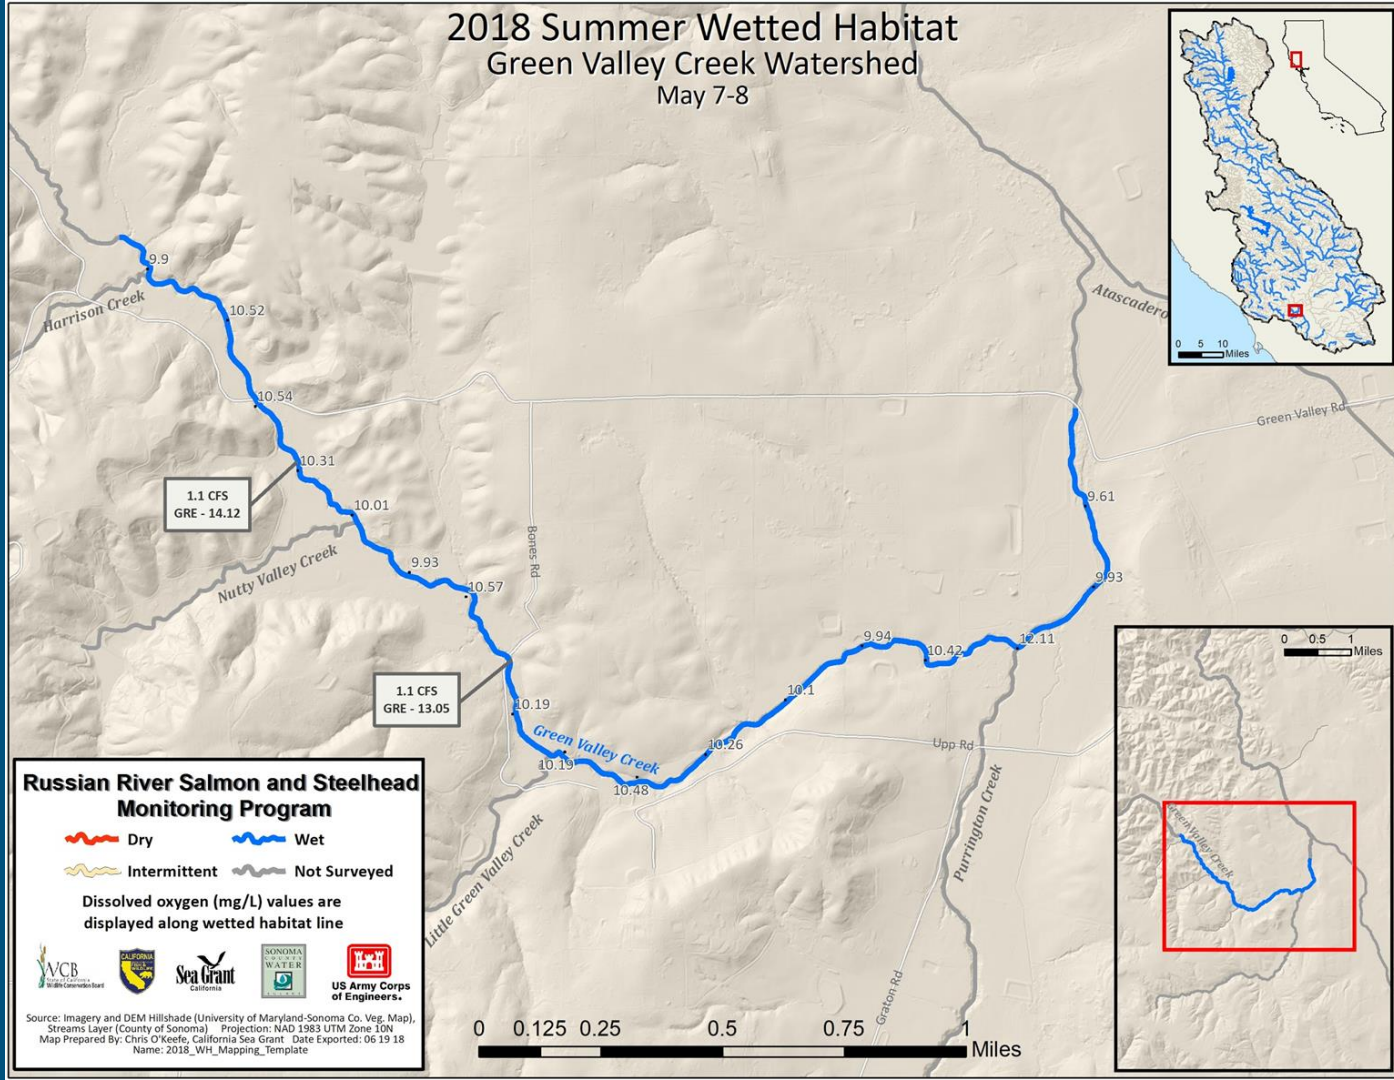 2018 Summer Wetted Habitat
Green Valley Creek Watershed
May 7-8
0 5 10
Miles
9.9
Harrison Creek
10.52
10.54
Atascadero
Green Valley Rd
10.31
1.1 CFS
GRE - 14.12
10.01
9.61
Bones Rd
Nutty Valley Creek
9.93
10.57
9.93
12.11
9.94
10.42
0 0.5 1
Miles
1.1 CFS
GRE - 13.05
10.1
10.19
Green Valley Creek
10.26
Upp Rd
10.19
10.48
Purrington Creek
Little Green Valley Creek
Graton Rd
Green Valley Creek
Russian River Salmon and Steelhead
Monitoring Program
Dry Wet
Intermittent Not Surveyed
Dissolved oxygen (mg/L) values are
displayed along wetted habitat line
WCB
State of California
Wildlife Conservation Board
CALIFORNIA
Sea Grant
California
SONOMA
COUNTY
WATER
US Army Corps
of Engineers.
Source: Imagery and DEM Hillshade (University of Maryland-Sonoma Co. Veg. Map),
Streams Layer (County of Sonoma) Projection: NAD 1983 UTM Zone 10N
Map Prepared By: Chris O'Keefe, California Sea Grant Date Exported: 06 19 18
Name: 2018_WH_Mapping_Template
0 0.125 0.25 0.5 0.75 1
Miles